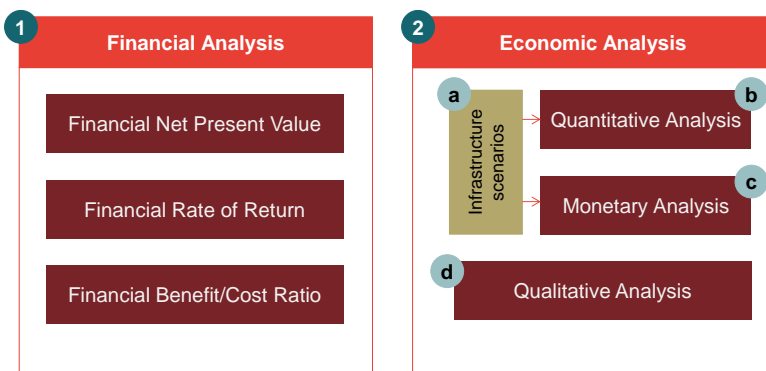 1
Financial Analysis
Financial Net Present Value
Financial Rate of Return
Financial Benefit/Cost Ratio
2
Economic Analysis
a
Infrastructure
scenarios
b
Quantitative Analysis
c
Monetary Analysis
d
Qualitative Analysis